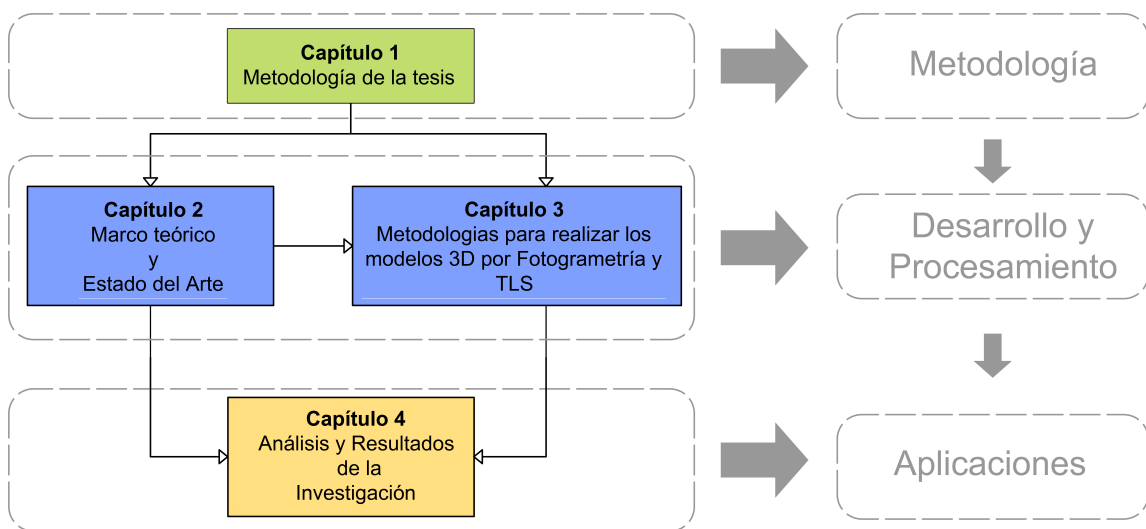 Capítulo 1
Metodología de la tesis
Metodología
Capítulo 2
Marco teórico
y
Estado del Arte
Capítulo 3
Metodologias para realizar los
modelos 3D por Fotogrametría y
TLS
Desarrollo y
Procesamiento
Capítulo 4
Análisis y Resultados
de la
Investigación
Aplicaciones